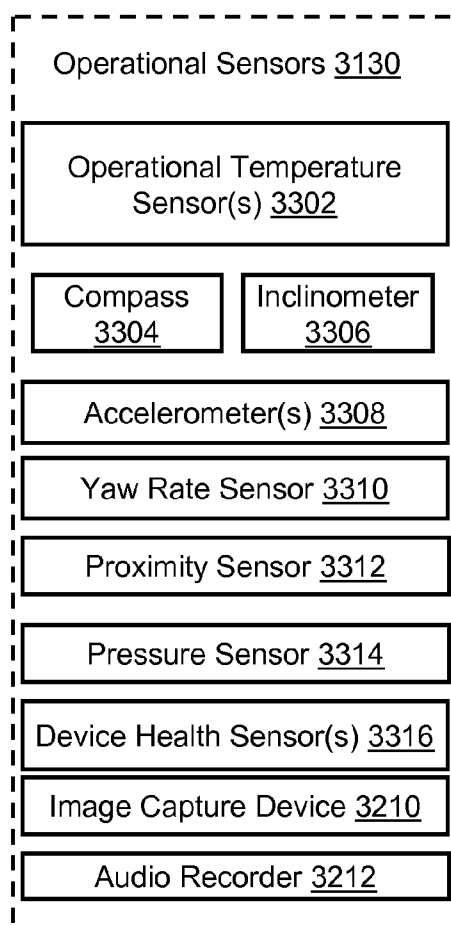 Operational Sensors 3130
Operational Temperature
Sensor(s) 3302
Compass
3304
Inclinometer
3306
Accelerometer(s) 3308
Yaw Rate Sensor 3310
Proximity Sensor 3312
Pressure Sensor 3314
Device Health Sensor(s) 3316
Image Capture Device 3210
Audio Recorder 3212